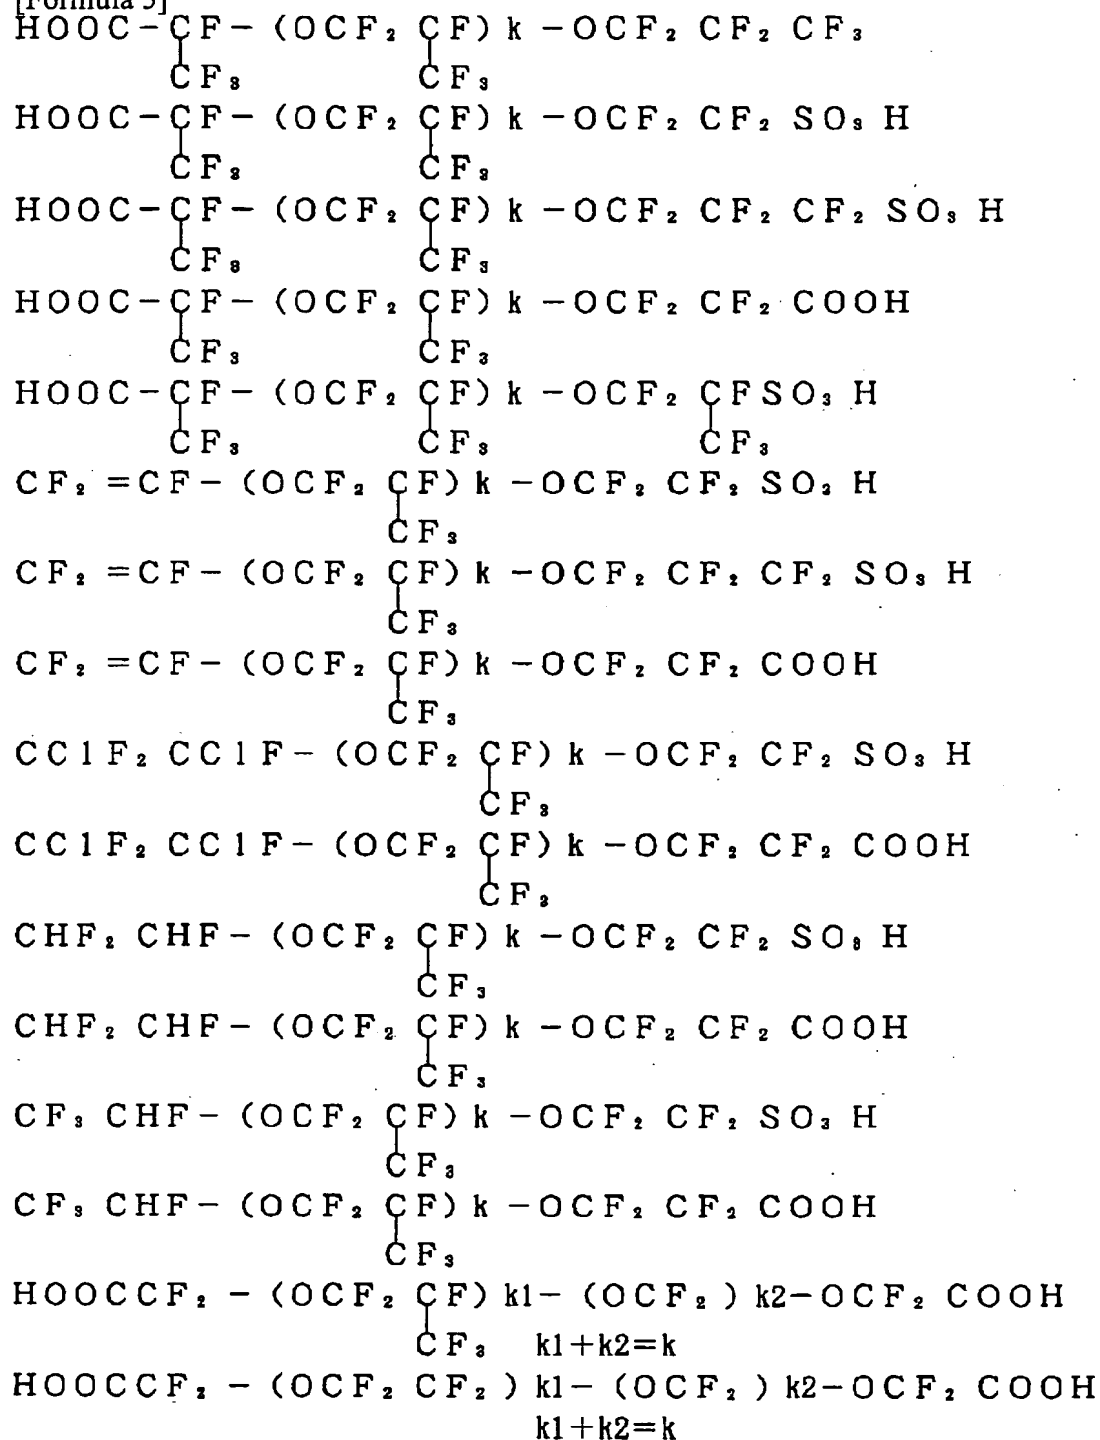 [Formula 5]
HOOC-CF-(OCF₂CF)k-OCF₂CF₂CF₃
CF₃ CF₃
HOOC-CF-(OCF₂CF)k-OCF₂CF₂SO₃H
CF₃ CF₃
HOOC-CF-(OCF₂CF)k-OCF₂CF₂CF₂SO₃H
CF₃ CF₃
HOOC-CF-(OCF₂CF)k-OCF₂CF₂COOH
CF₃ CF₃
HOOC-CF-(OCF₂CF)k-OCF₂CFSO₃H
CF₃ CF₃ CF₃
CF₂=CF-(OCF₂CF)k-OCF₂CF₂SO₃H
CF₃
CF₂=CF-(OCF₂CF)k-OCF₂CF₂CF₂SO₃H
CF₃
CF₂=CF-(OCF₂CF)k-OCF₂CF₂COOH
CF₃
CClF₂CClF-(OCF₂CF)k-OCF₂CF₂SO₃H
CF₃
CClF₂CClF-(OCF₂CF)k-OCF₂CF₂COOH
CF₃
CHF₂CHF-(OCF₂CF)k-OCF₂CF₂SO₃H
CF₃
CHF₂CHF-(OCF₂CF)k-OCF₂CF₂COOH
CF₃
CF₃CHF-(OCF₂CF)k-OCF₂CF₂SO₃H
CF₃
CF₃CHF-(OCF₂CF)k-OCF₂CF₂COOH
CF₃
HOOCCF₂-(OCF₂CF)k1-(OCF₂)k2-OCF₂COOH
CF₃ k1+k2=k
HOOCCF₂-(OCF₂CF₂)k1-(OCF₂)k2-OCF₂COOH
k1+k2=k